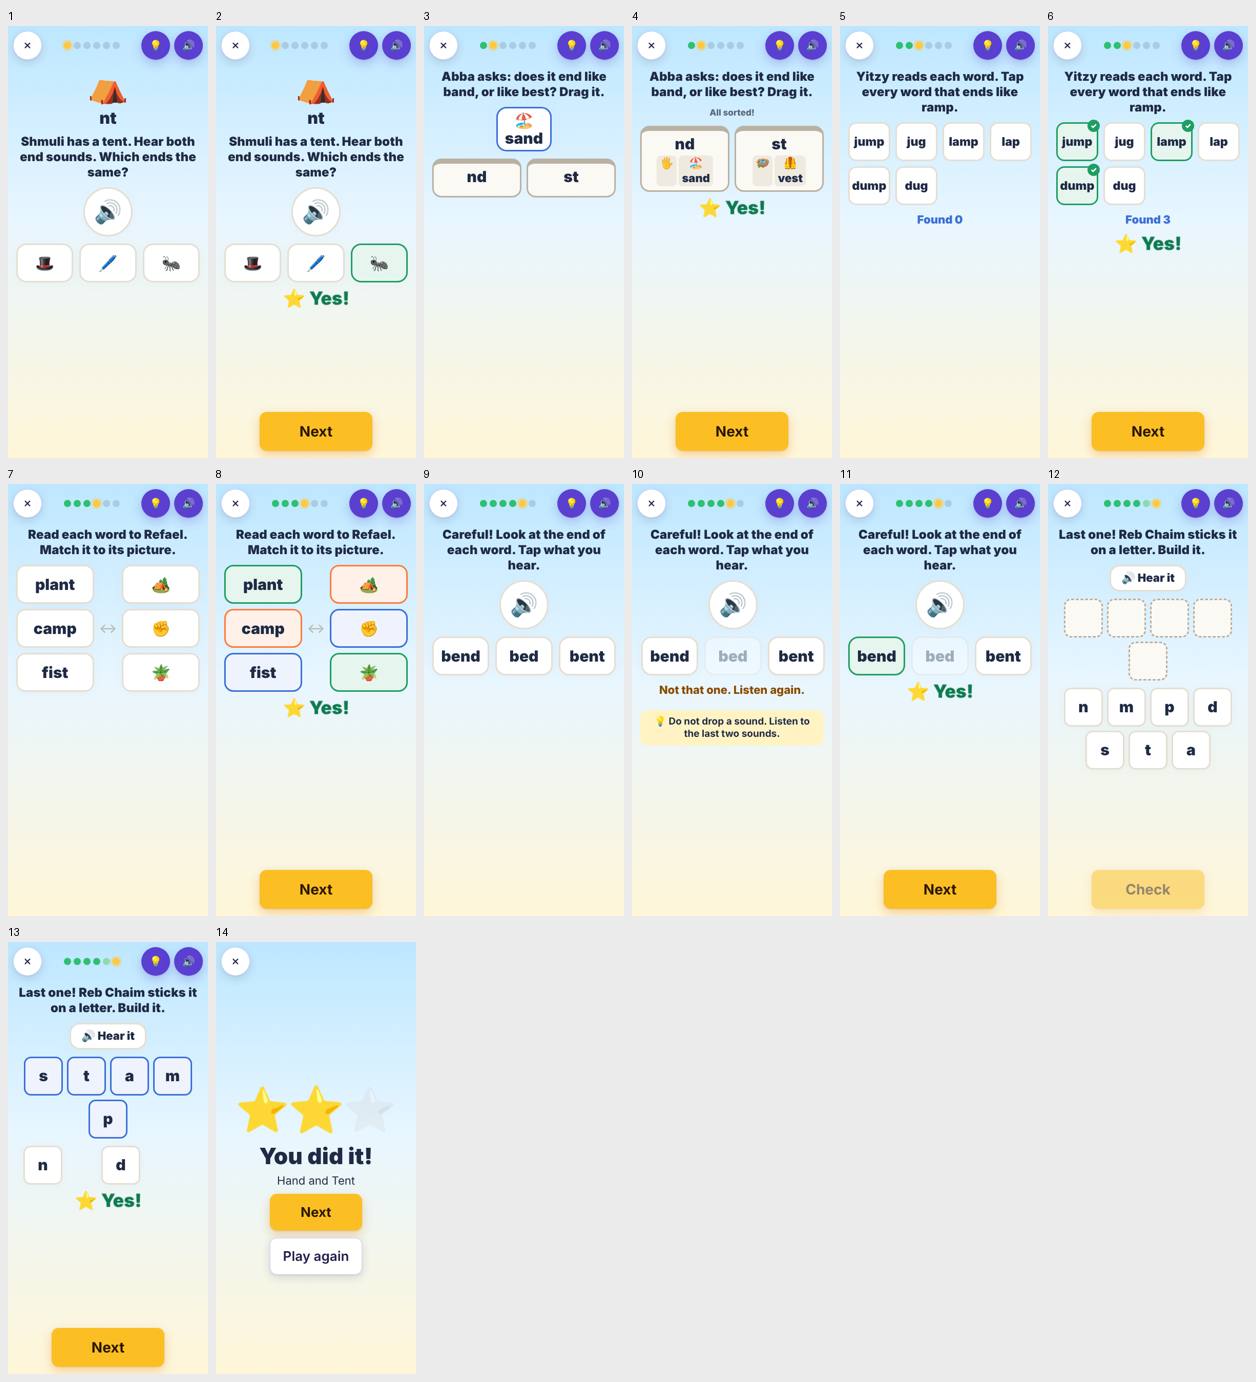 1
nt
Shmuli has a tent. Hear both
end sounds. Which ends the
same?
2
nt
Shmuli has a tent. Hear both
end sounds. Which ends the
same?
Yes!
Next
3
Abba asks: does it end like
band, or like best? Drag it.
sand
nd st
4
Abba asks: does it end like
band, or like best? Drag it.
All sorted!
nd st
sand vest
Yes!
Next
5
Yitzy reads each word. Tap
every word that ends like
ramp.
jump jug lamp lap
dump dug
Found 0
6
Yitzy reads each word. Tap
every word that ends like
ramp.
jump jug lamp lap
dump dug
Found 3
Yes!
Next
7
Read each word to Refael.
Match it to its picture.
plant
camp
fist
8
Read each word to Refael.
Match it to its picture.
plant
camp
fist
Yes!
Next
9
Careful! Look at the end of
each word. Tap what you
hear.
bend bed bent
10
Careful! Look at the end of
each word. Tap what you
hear.
bend bed bent
Not that one. Listen again.
Do not drop a sound. Listen to
the last two sounds.
11
Careful! Look at the end of
each word. Tap what you
hear.
bend bed bent
Yes!
Next
12
Last one! Reb Chaim sticks it
on a letter. Build it.
Hear it
n m p d
s t a
Check
13
Last one! Reb Chaim sticks it
on a letter. Build it.
Hear it
s t a m
p
n d
Yes!
Next
14
You did it!
Hand and Tent
Next
Play again